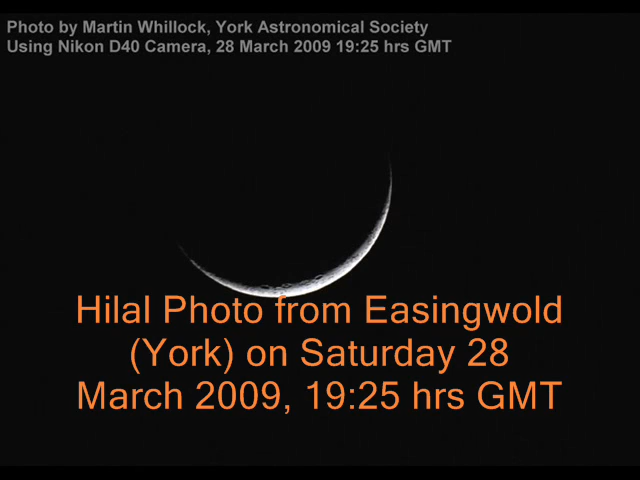 Photo by Martin Whillock, York Astronomical Society
Using Nikon D40 Camera, 28 March 2009 19:25 hrs GMT
Hilal Photo from Easingwold
(York) on Saturday 28
March 2009, 19:25 hrs GMT